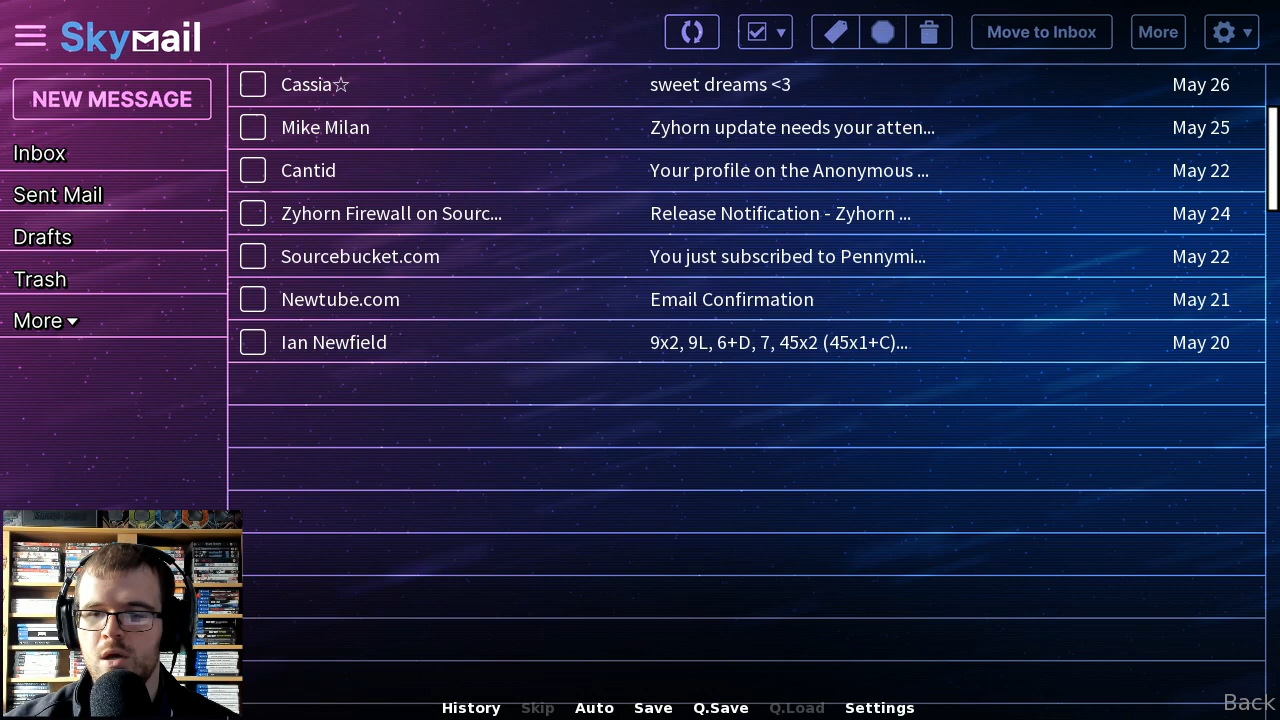 Skymail
▼
▼
Move to Inbox
More
NEW MESSAGE
Inbox
Sent Mail
Drafts
Trash
More
Cassia☆ sweet dreams <3 May 26
Mike Milan Zyhorn update needs your atten... May 25
Cantid Your profile on the Anonymous ... May 22
Zyhorn Firewall on Sourc... Release Notification - Zyhorn ... May 24
Sourcebucket.com You just subscribed to Pennymi... May 22
Newtube.com Email Confirmation May 21
Ian Newfield 9x2, 9L, 6+D, 7, 45x2 (45x1+C)... May 20
History Skip Auto Save Q.Save Q.Load Settings
Back